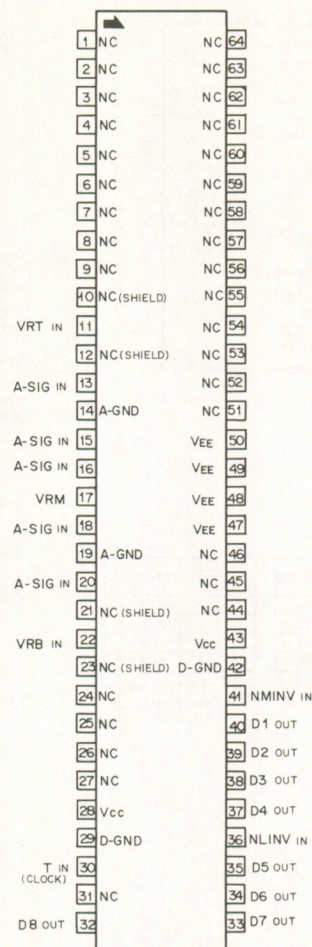 1 NC NC 64
2 NC NC 63
3 NC NC 62
4 NC NC 61
5 NC NC 60
6 NC NC 59
7 NC NC 58
8 NC NC 57
9 NC NC 56
10 NC (SHIELD) NC 55
VRT IN 11 NC 54
12 NC (SHIELD) NC 53
A-SIG IN 13 NC 52
14 A-GND NC 51
A-SIG IN 15 VEE 50
A-SIG IN 16 VEE 49
VRM 17 VEE 48
A-SIG IN 18 VEE 47
19 A-GND NC 46
A-SIG IN 20 NC 45
21 NC (SHIELD) NC 44
VRB IN 22 Vcc 43
23 NC (SHIELD) D-GND 42
24 NC 41 NMINV IN
25 NC 40 D1 OUT
26 NC 39 D2 OUT
27 NC 38 D3 OUT
28 Vcc 37 D4 OUT
29 D-GND 36 NLINV IN
T IN 30 35 D5 OUT
(CLOCK)
31 NC 34 D6 OUT
D8 OUT 32 33 D7 OUT